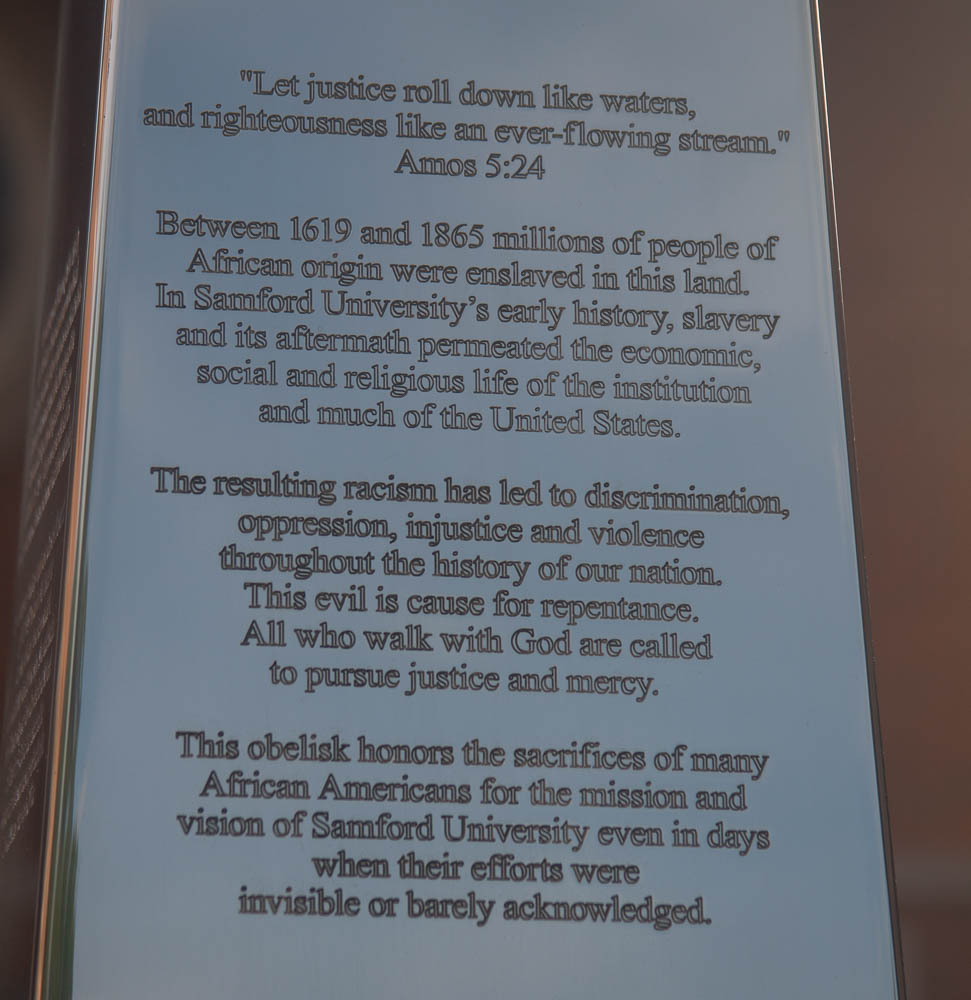 "Let justice roll down like waters,
and righteousness like an ever-flowing stream."
Amos 5:24
Between 1619 and 1865 millions of people of
African origin were enslaved in this land.
In Samford University’s early history, slavery
and its aftermath permeated the economic,
social and religious life of the institution
and much of the United States.
The resulting racism has led to discrimination,
oppression, injustice and violence
throughout the history of our nation.
This evil is cause for repentance.
All who walk with God are called
to pursue justice and mercy.
This obelisk honors the sacrifices of many
African Americans for the mission and
vision of Samford University even in days
when their efforts were
invisible or barely acknowledged.